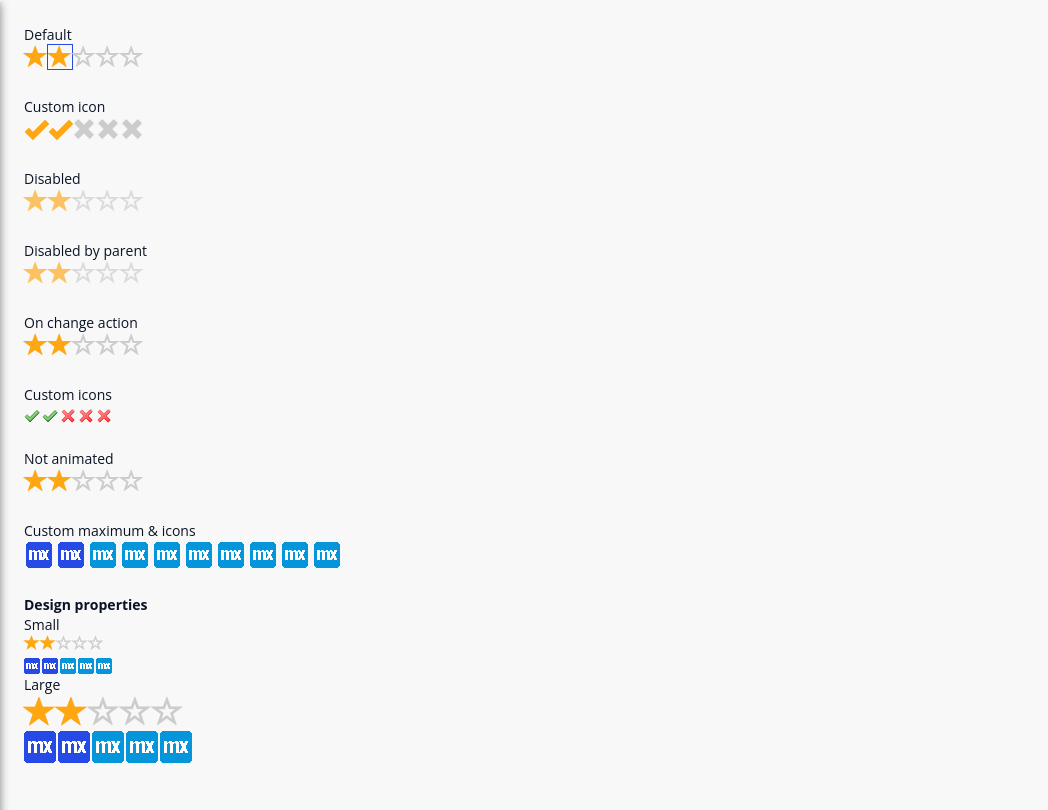 Default
Custom icon
Disabled
Disabled by parent
On change action
Custom icons
Not animated
Custom maximum & icons
mx mx mx mx mx mx mx mx mx mx
Design properties
Small
mx mx mx mx mx
Large
mx mx mx mx mx